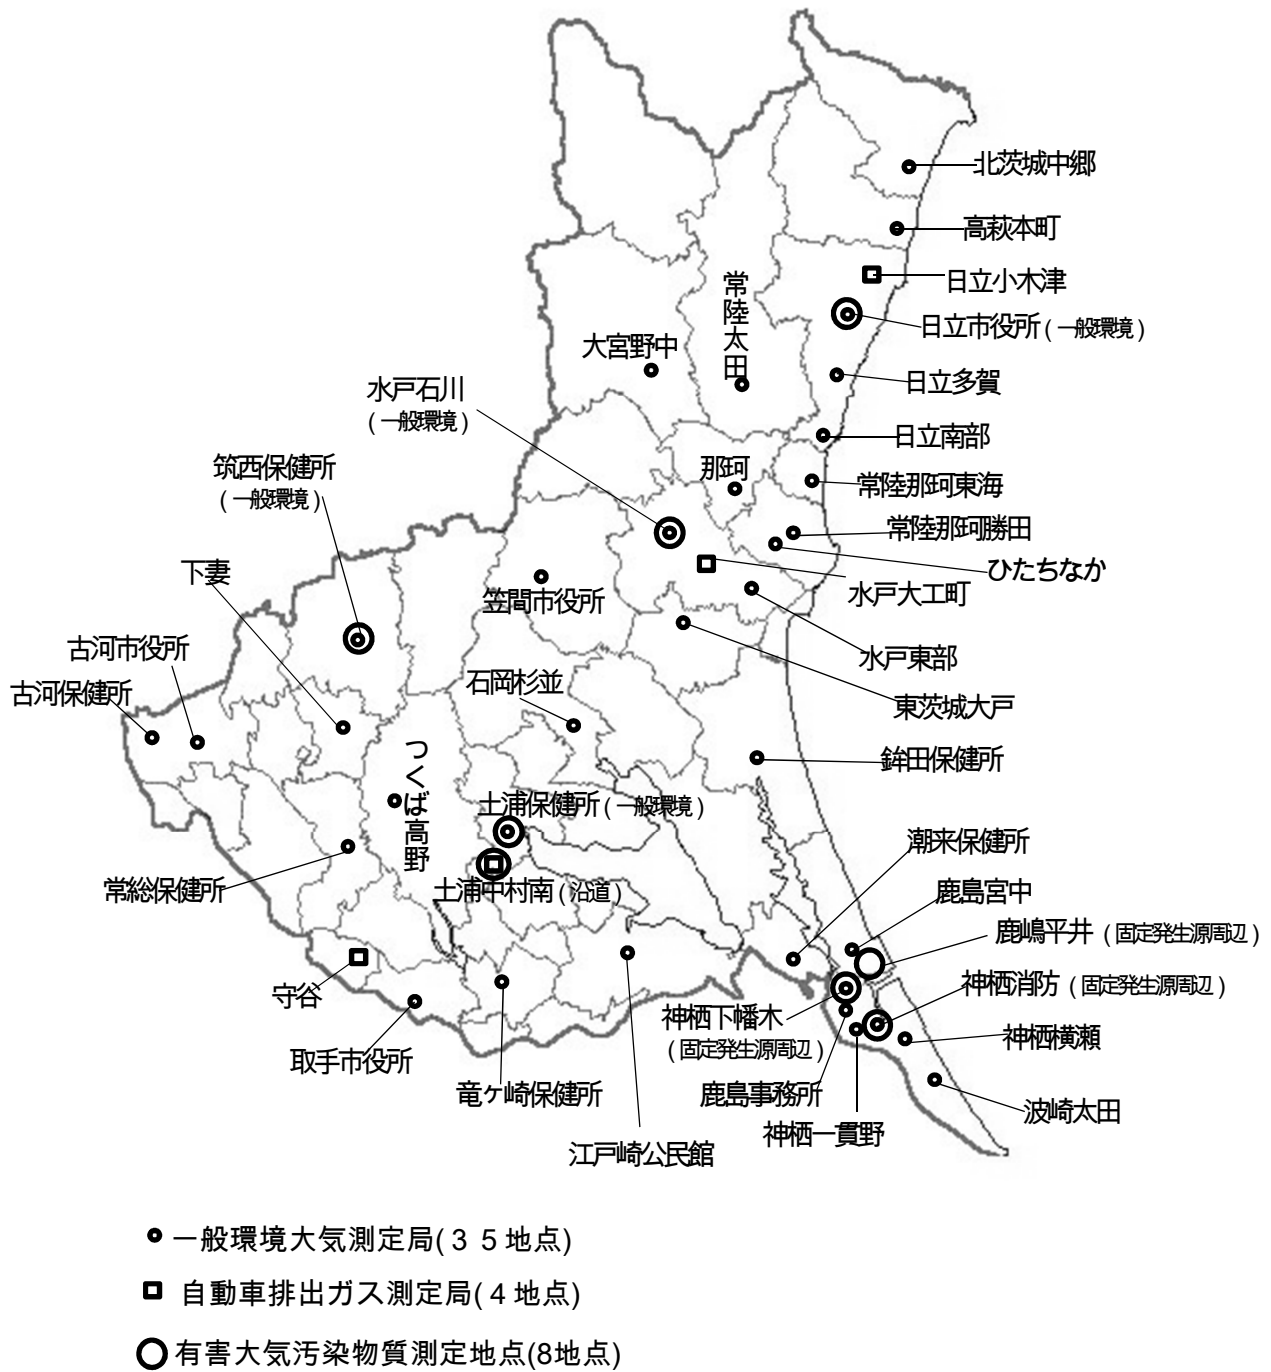 北茨城中郷
高萩本町
日立小木津
日立市役所(一般環境)
常陸太田
大宮野中
日立多賀
水戸石川
(一般環境)
日立南部
筑西保健所
(一般環境)
那珂
常陸那珂東海
常陸那珂勝田
ひたちなか
下妻
水戸大工町
笠間市役所
古河市役所
水戸東部
古河保健所
石岡杉並
東茨城大戸
鉾田保健所
つくば高野
土浦保健所(一般環境)
潮来保健所
常総保健所
土浦中村南(沿道)
鹿島宮中
鹿嶋平井(固定発生源周辺)
神栖消防(固定発生源周辺)
守谷
神栖下幡木
(固定発生源周辺)
神栖横瀬
取手市役所
竜ヶ崎保健所
鹿島事務所
波崎太田
神栖一貫野
江戸崎公民館
一般環境大気測定局(35地点)
自動車排出ガス測定局(4地点)
有害大気汚染物質測定地点(8地点)